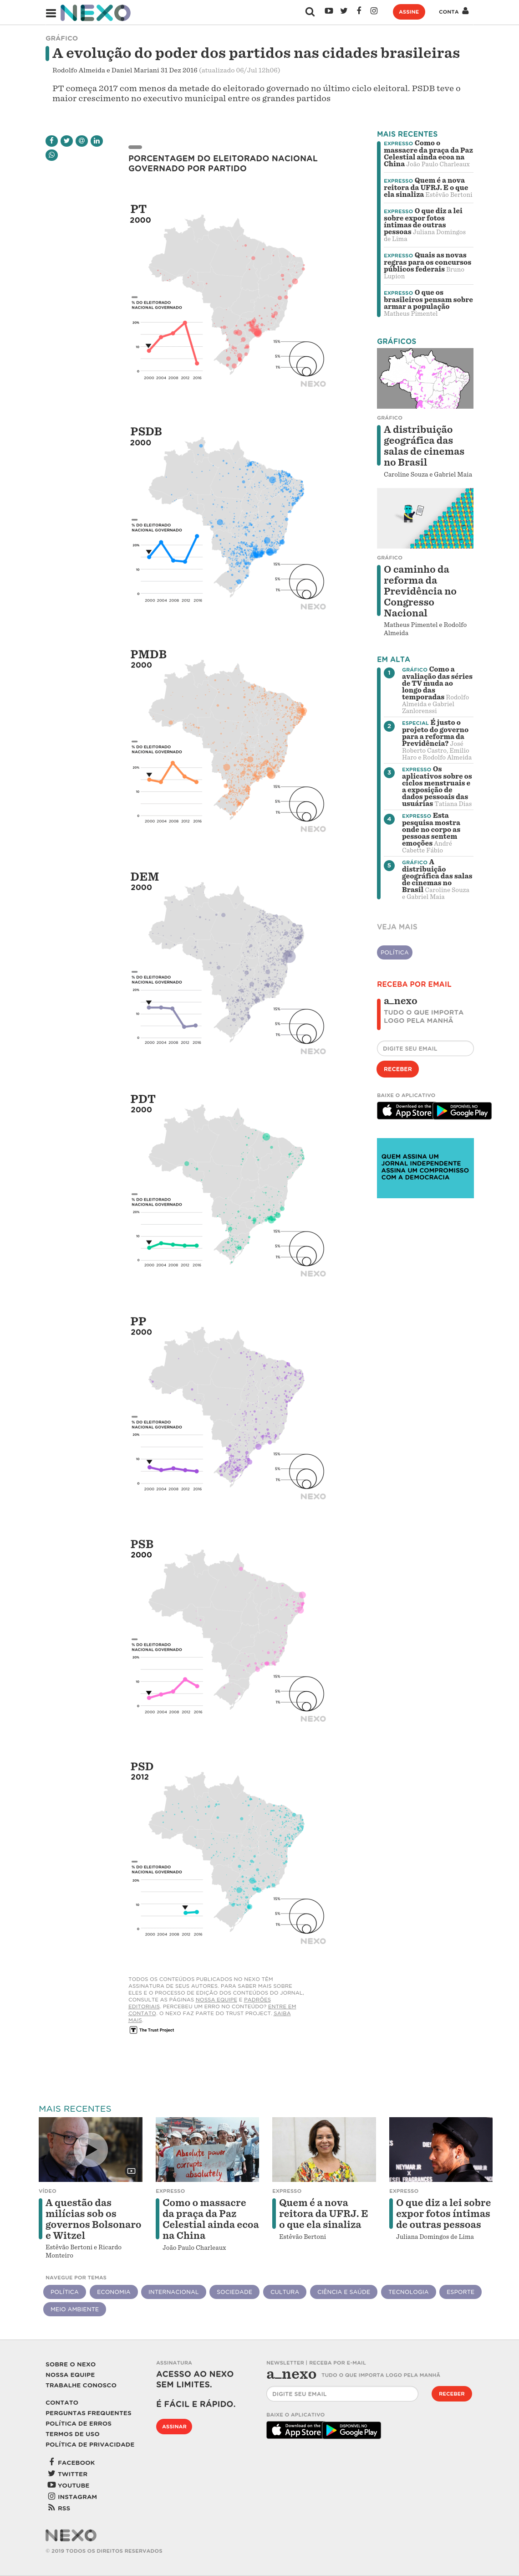 NEXO
ASSINE
CONTA
GRÁFICO
A evolução do poder dos partidos nas cidades brasileiras
Rodolfo Almeida e Daniel Mariani 31 Dez 2016 (atualizado 06/Jul 12h06)
PT começa 2017 com menos da metade do eleitorado governado no último ciclo eleitoral. PSDB teve o
maior crescimento no executivo municipal entre os grandes partidos
PORCENTAGEM DO ELEITORADO NACIONAL
GOVERNADO POR PARTIDO
PT
2000
% DO ELEITORADO
NACIONAL GOVERNADO
20%
10
0
2000 2004 2008 2012 2016
15%
5%
1%
NEXO
PSDB
2000
% DO ELEITORADO
NACIONAL GOVERNADO
20%
10
0
2000 2004 2008 2012 2016
15%
5%
1%
NEXO
PMDB
2000
% DO ELEITORADO
NACIONAL GOVERNADO
20%
10
0
2000 2004 2008 2012 2016
15%
5%
1%
NEXO
DEM
2000
% DO ELEITORADO
NACIONAL GOVERNADO
20%
10
0
2000 2004 2008 2012 2016
15%
5%
1%
NEXO
PDT
2000
% DO ELEITORADO
NACIONAL GOVERNADO
20%
10
0
2000 2004 2008 2012 2016
15%
5%
1%
NEXO
PP
2000
% DO ELEITORADO
NACIONAL GOVERNADO
20%
10
0
2000 2004 2008 2012 2016
15%
5%
1%
NEXO
PSB
2000
% DO ELEITORADO
NACIONAL GOVERNADO
20%
10
0
2000 2004 2008 2012 2016
15%
5%
1%
NEXO
PSD
2012
% DO ELEITORADO
NACIONAL GOVERNADO
20%
10
0
2000 2004 2008 2012 2016
15%
5%
1%
NEXO
TODOS OS CONTEÚDOS PUBLICADOS NO NEXO TÊM
ASSINATURA DE SEUS AUTORES. PARA SABER MAIS SOBRE
ELES E O PROCESSO DE EDIÇÃO DOS CONTEÚDOS DO JORNAL,
CONSULTE AS PÁGINAS NOSSA EQUIPE E PADRÕES
EDITORIAIS. PERCEBEU UM ERRO NO CONTEÚDO? ENTRE EM
CONTATO. O NEXO FAZ PARTE DO TRUST PROJECT. SAIBA
MAIS.
The Trust Project
MAIS RECENTES
EXPRESSO Como o
massacre da praça da Paz
Celestial ainda ecoa na
China João Paulo Charleaux
EXPRESSO Quem é a nova
reitora da UFRJ. E o que
ela sinaliza Estêvão Bertoni
EXPRESSO O que diz a lei
sobre expor fotos
íntimas de outras
pessoas Juliana Domingos
de Lima
EXPRESSO Quais as novas
regras para os concursos
públicos federais Bruno
Lupion
EXPRESSO O que os
brasileiros pensam sobre
armar a população
Matheus Pimentel
GRÁFICOS
GRÁFICO
A distribuição
geográfica das
salas de cinemas
no Brasil
Caroline Souza e Gabriel Maia
GRÁFICO
O caminho da
reforma da
Previdência no
Congresso
Nacional
Matheus Pimentel e Rodolfo
Almeida
EM ALTA
1 GRÁFICO Como a
avaliação das séries
de TV muda ao
longo das
temporadas Rodolfo
Almeida e Gabriel
Zanlorenssi
2 ESPECIAL É justo o
projeto do governo
para a reforma da
Previdência? José
Roberto Castro, Emilio
Haro e Rodolfo Almeida
3 EXPRESSO Os
aplicativos sobre os
ciclos menstruais e
a exposição de
dados pessoais das
usuárias Tatiana Dias
4 EXPRESSO Esta
pesquisa mostra
onde no corpo as
pessoas sentem
emoções André
Cabette Fábio
5 GRÁFICO A
distribuição
geográfica das salas
de cinemas no
Brasil Caroline Souza
e Gabriel Maia
VEJA MAIS
POLÍTICA
RECEBA POR EMAIL
a_nexo
TUDO O QUE IMPORTA
LOGO PELA MANHÃ
DIGITE SEU EMAIL
RECEBER
BAIXE O APLICATIVO
Download on the
App Store
DISPONÍVEL NO
Google Play
QUEM ASSINA UM
JORNAL INDEPENDENTE
ASSINA UM COMPROMISSO
COM A DEMOCRACIA
MAIS RECENTES
Absolute power
corrupts
absolutely
NEYMAR JR
DIESEL FRAGRANCES
VÍDEO
A questão das
milícias sob os
governos Bolsonaro
e Witzel
Estêvão Bertoni e Ricardo
Monteiro
EXPRESSO
Como o massacre
da praça da Paz
Celestial ainda ecoa
na China
João Paulo Charleaux
EXPRESSO
Quem é a nova
reitora da UFRJ. E
o que ela sinaliza
Estêvão Bertoni
EXPRESSO
O que diz a lei sobre
expor fotos íntimas
de outras pessoas
Juliana Domingos de Lima
NAVEGUE POR TEMAS
POLÍTICA
ECONOMIA
INTERNACIONAL
SOCIEDADE
CULTURA
CIÊNCIA E SAÚDE
TECNOLOGIA
ESPORTE
MEIO AMBIENTE
SOBRE O NEXO
NOSSA EQUIPE
TRABALHE CONOSCO
CONTATO
PERGUNTAS FREQUENTES
POLÍTICA DE ERROS
TERMOS DE USO
POLÍTICA DE PRIVACIDADE
FACEBOOK
TWITTER
YOUTUBE
INSTAGRAM
RSS
ASSINATURA
ACESSO AO NEXO
SEM LIMITES.
É FÁCIL E RÁPIDO.
ASSINAR
NEWSLETTER | RECEBA POR E-MAIL
a_nexo TUDO O QUE IMPORTA LOGO PELA MANHÃ
DIGITE SEU EMAIL
RECEBER
BAIXE O APLICATIVO
Download on the
App Store
DISPONÍVEL NO
Google Play
NEXO
© 2019 TODOS OS DIREITOS RESERVADOS